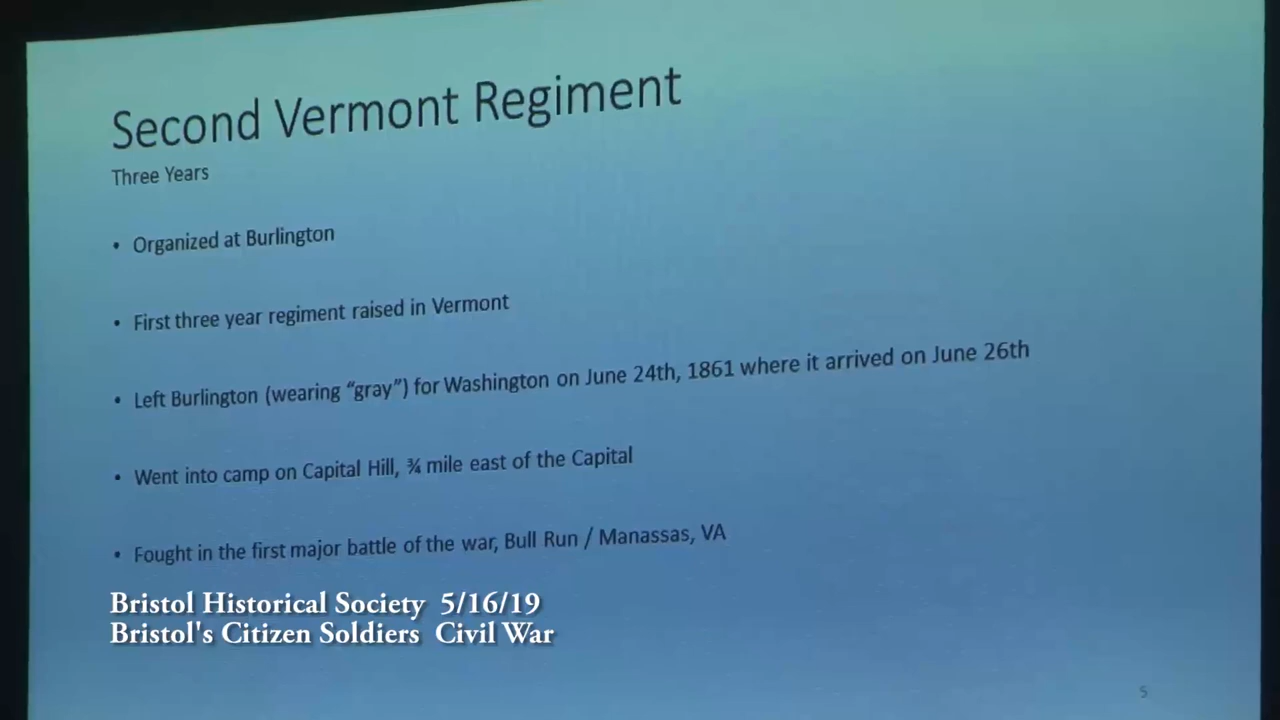 Second Vermont Regiment
Three Years
• Organized at Burlington
• First three year regiment raised in Vermont
• Left Burlington (wearing “gray”) for Washington on June 24th, 1861 where it arrived on June 26th
• Went into camp on Capital Hill, ¾ mile east of the Capital
• Fought in the first major battle of the war, Bull Run / Manassas, VA
Bristol Historical Society 5/16/19
Bristol's Citizen Soldiers Civil War
5